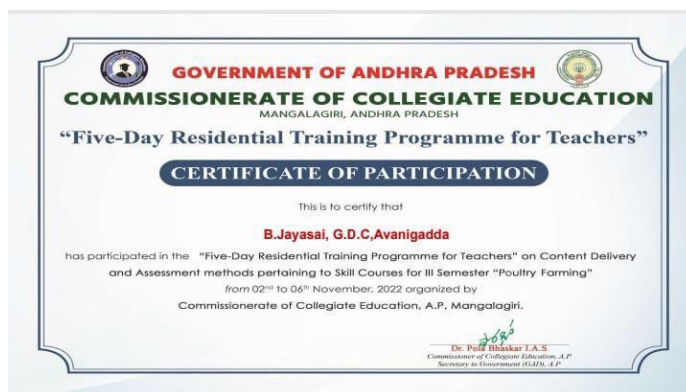 GOVERNMENT OF ANDHRA PRADESH
COMMISSIONERATE OF COLLEGIATE EDUCATION
MANGALAGIRI, ANDHRA PRADESH
“Five-Day Residential Training Programme for Teachers”
CERTIFICATE OF PARTICIPATION
This is to certify that
B.Jayasai, G.D.C,Avanigadda
has participated in the “Five-Day Residential Training Programme for Teachers” on Content Delivery
and Assessment methods pertaining to Skill Courses for III Semester “Poultry Farming”
from 02nd to 06th November, 2022 organized by
Commissionerate of Collegiate Education, A.P, Mangalagiri.
Dr. Pola Bhaskar I.A.S
Commissioner of Collegiate Education, A.P
Secretary to Government (GAD), A.P